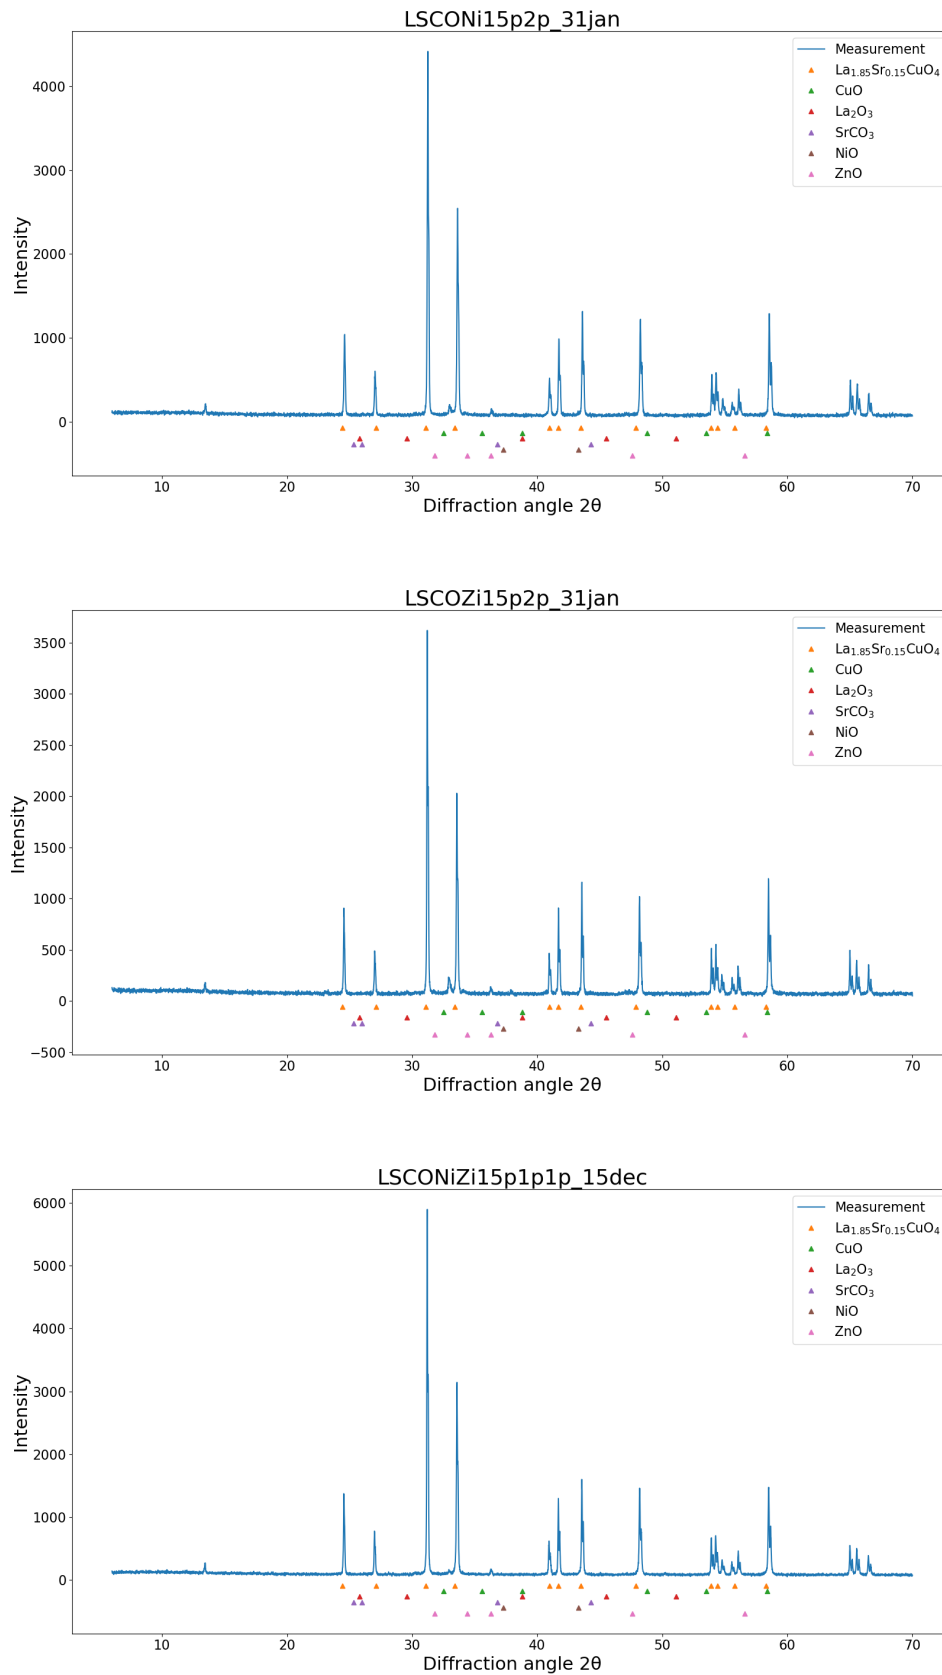 LSCONi15p2p_31jan
Intensity
4000
3000
2000
1000
0
Measurement
La₁.₈₅Sr₀.₁₅CuO₄
CuO
La₂O₃
SrCO₃
NiO
ZnO
10 20 30 40 50 60 70
Diffraction angle 2θ
LSCOZi15p2p_31jan
Intensity
3500
3000
2500
2000
1500
1000
500
0
−500
Measurement
La₁.₈₅Sr₀.₁₅CuO₄
CuO
La₂O₃
SrCO₃
NiO
ZnO
10 20 30 40 50 60 70
Diffraction angle 2θ
LSCONiZi15p1p1p_15dec
Intensity
6000
5000
4000
3000
2000
1000
0
Measurement
La₁.₈₅Sr₀.₁₅CuO₄
CuO
La₂O₃
SrCO₃
NiO
ZnO
10 20 30 40 50 60 70
Diffraction angle 2θ